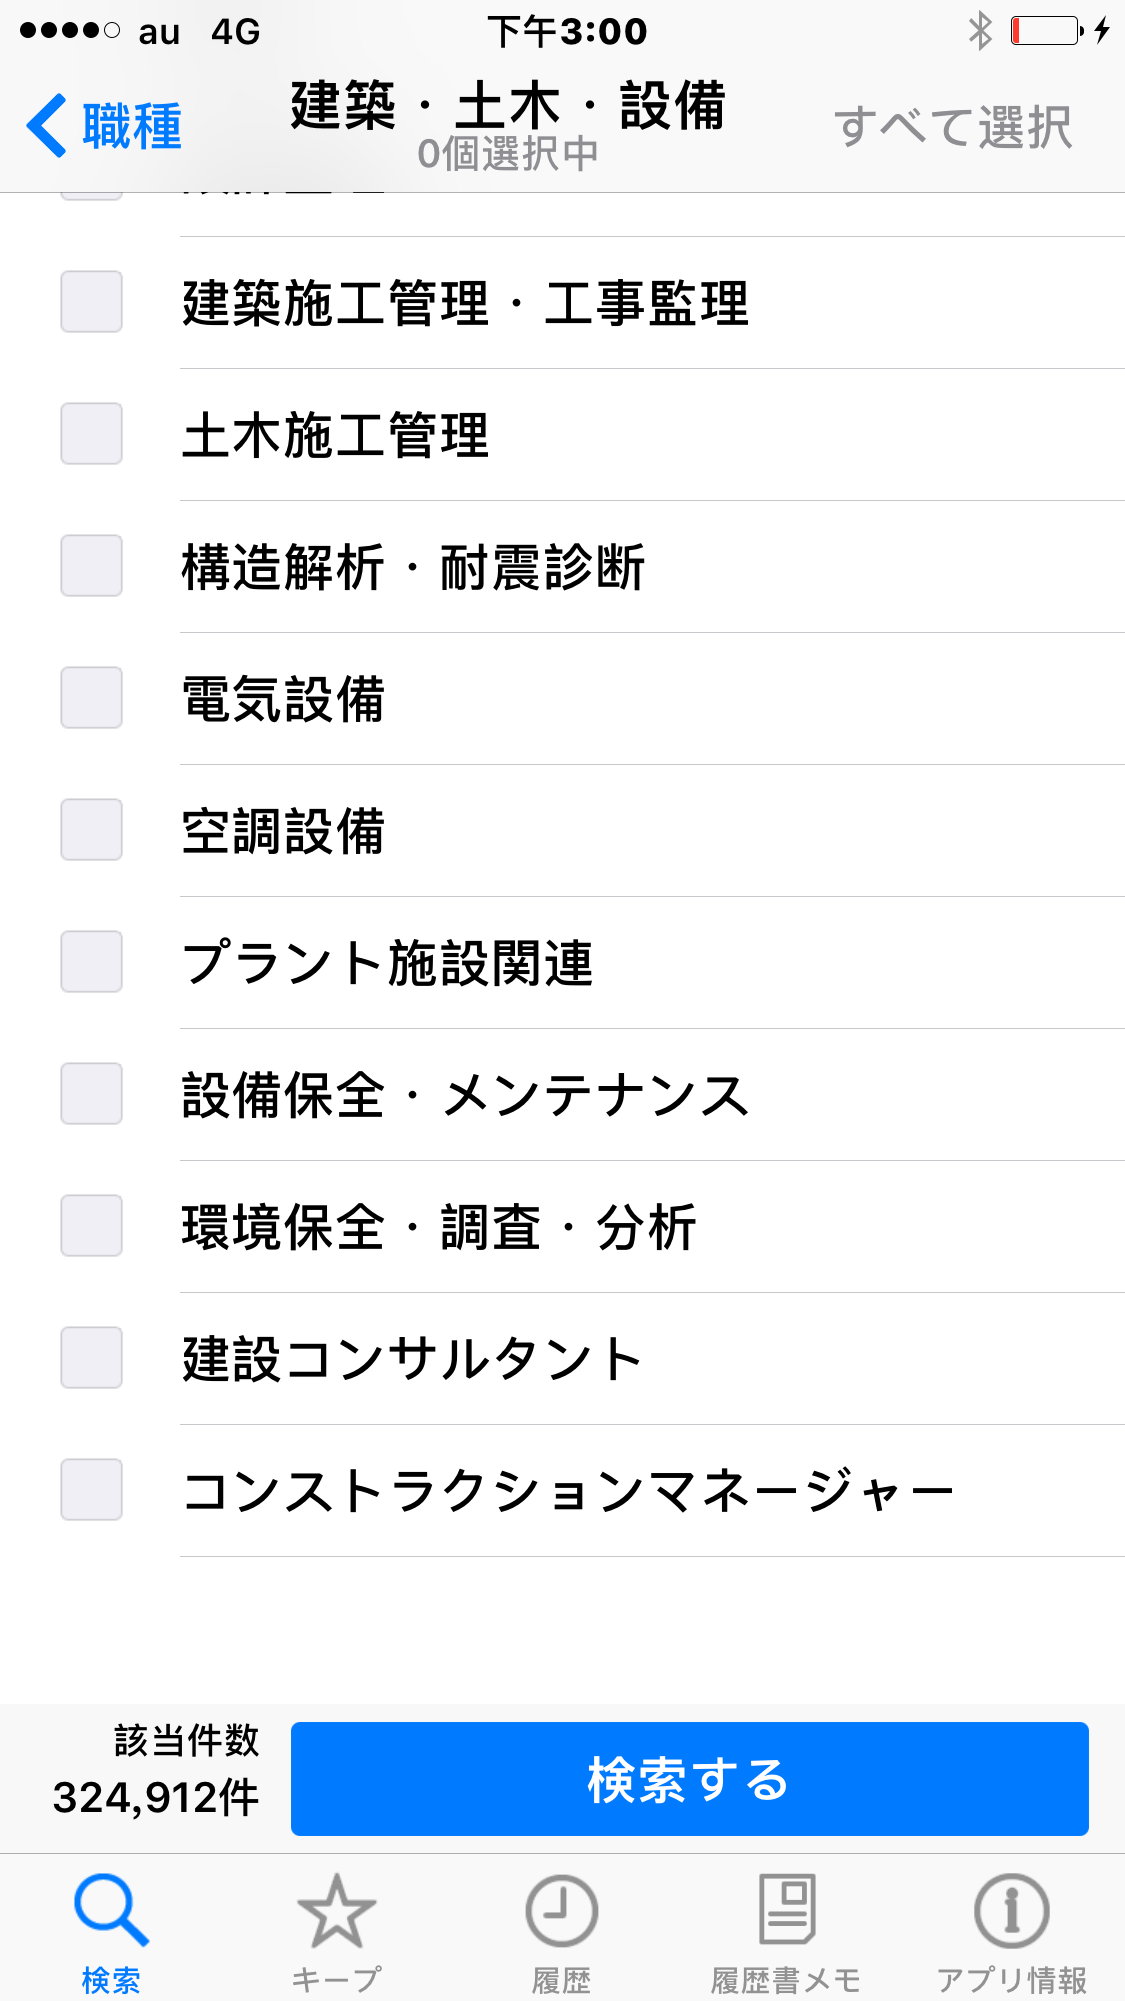 au 4G 下午3:00
職種
建築・土木・設備
0個選択中
すべて選択
建築施工管理・工事監理
土木施工管理
構造解析・耐震診断
電気設備
空調設備
プラント施設関連
設備保全・メンテナンス
環境保全・調査・分析
建設コンサルタント
コンストラクションマネージャー
該当件数
324,912件
検索する
検索
キープ
履歴
履歴書メモ
アプリ情報